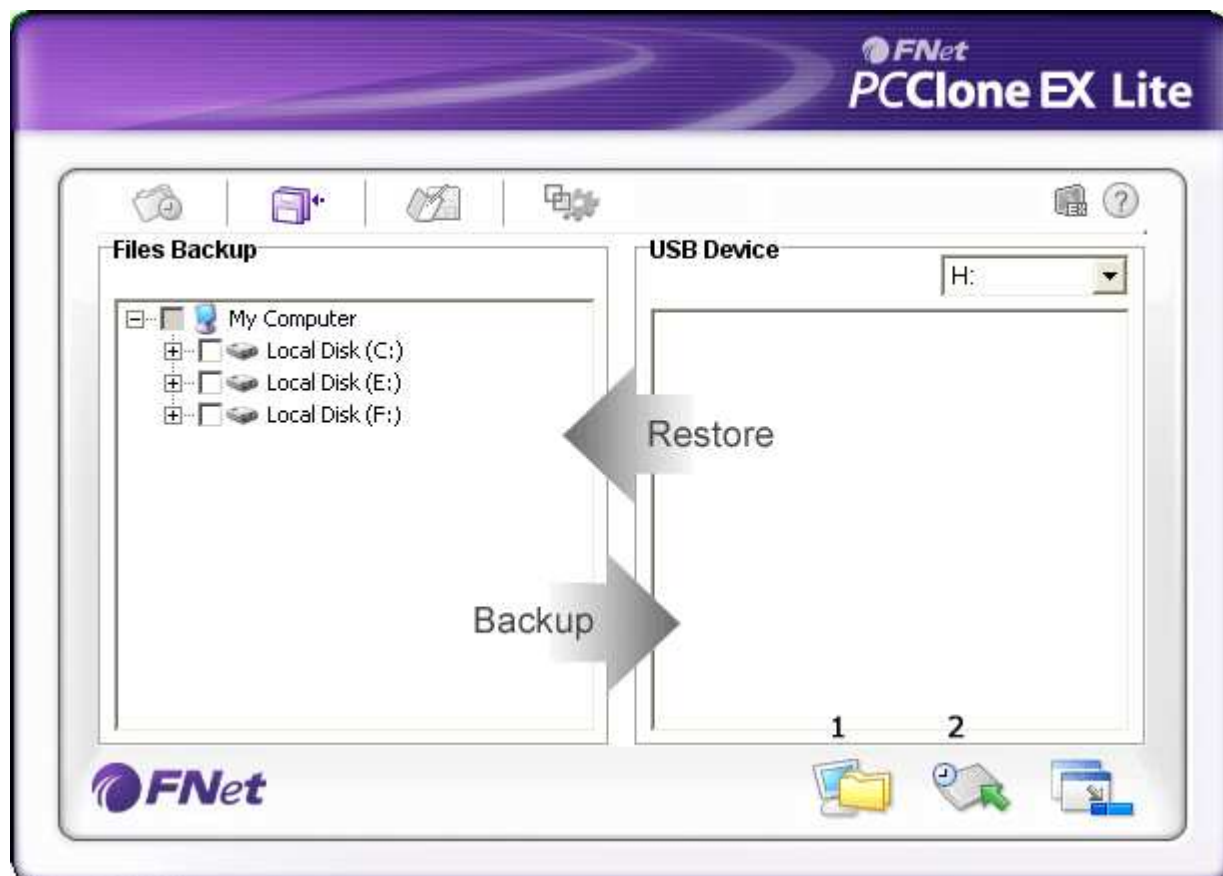 FNet
PCClone EX Lite
EX
?
Files Backup
USB Device
H:
My Computer
Local Disk (C:)
Local Disk (E:)
Local Disk (F:)
Restore
Backup
1 2
FNet